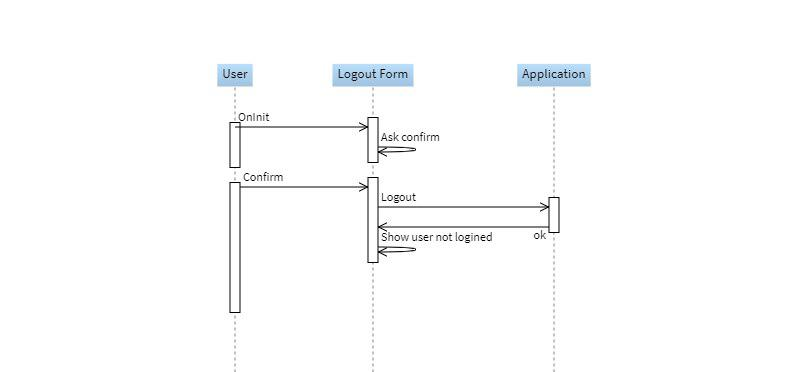 User
Logout Form
Application
OnInit
Ask confirm
Confirm
Logout
ok
Show user not logined